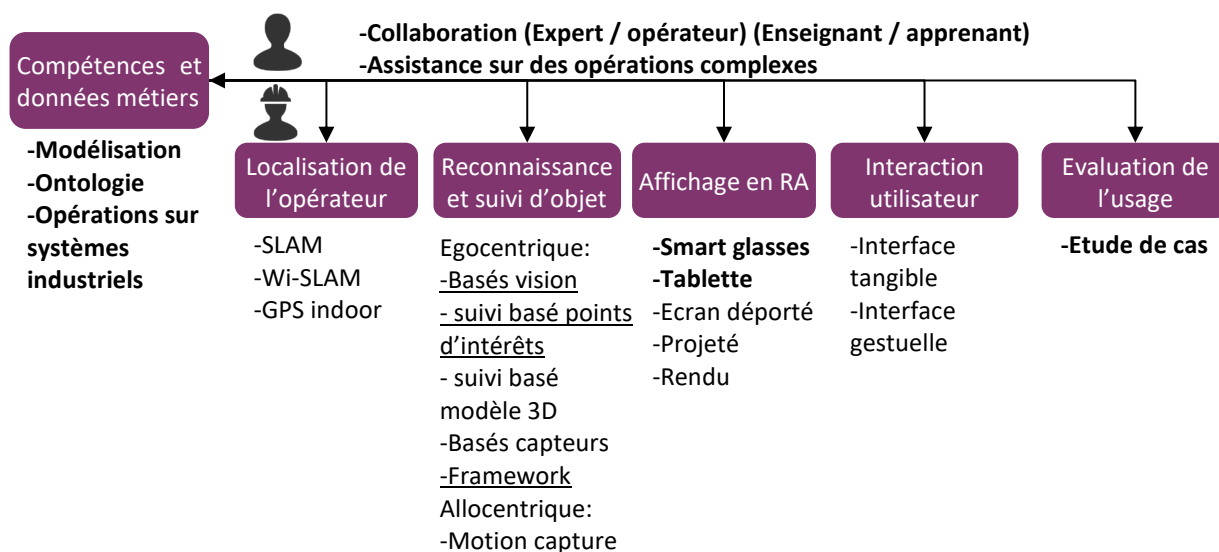 -Collaboration (Expert / opérateur) (Enseignant / apprenant)
-Assistance sur des opérations complexes
Compétences et
données métiers
-Modélisation
-Ontologie
-Opérations sur
systèmes
industriels
Localisation de
l’opérateur
-SLAM
-Wi-SLAM
-GPS indoor
Reconnaissance
et suivi d’objet
Egocentrique:
-Basés vision
- suivi basé points
d’intérêts
- suivi basé
modèle 3D
-Basés capteurs
-Framework
Allocentrique:
-Motion capture
Affichage en RA
-Smart glasses
-Tablette
-Ecran déporté
-Projeté
-Rendu
Interaction
utilisateur
-Interface
tangible
-Interface
gestuelle
Evaluation de
l’usage
-Etude de cas